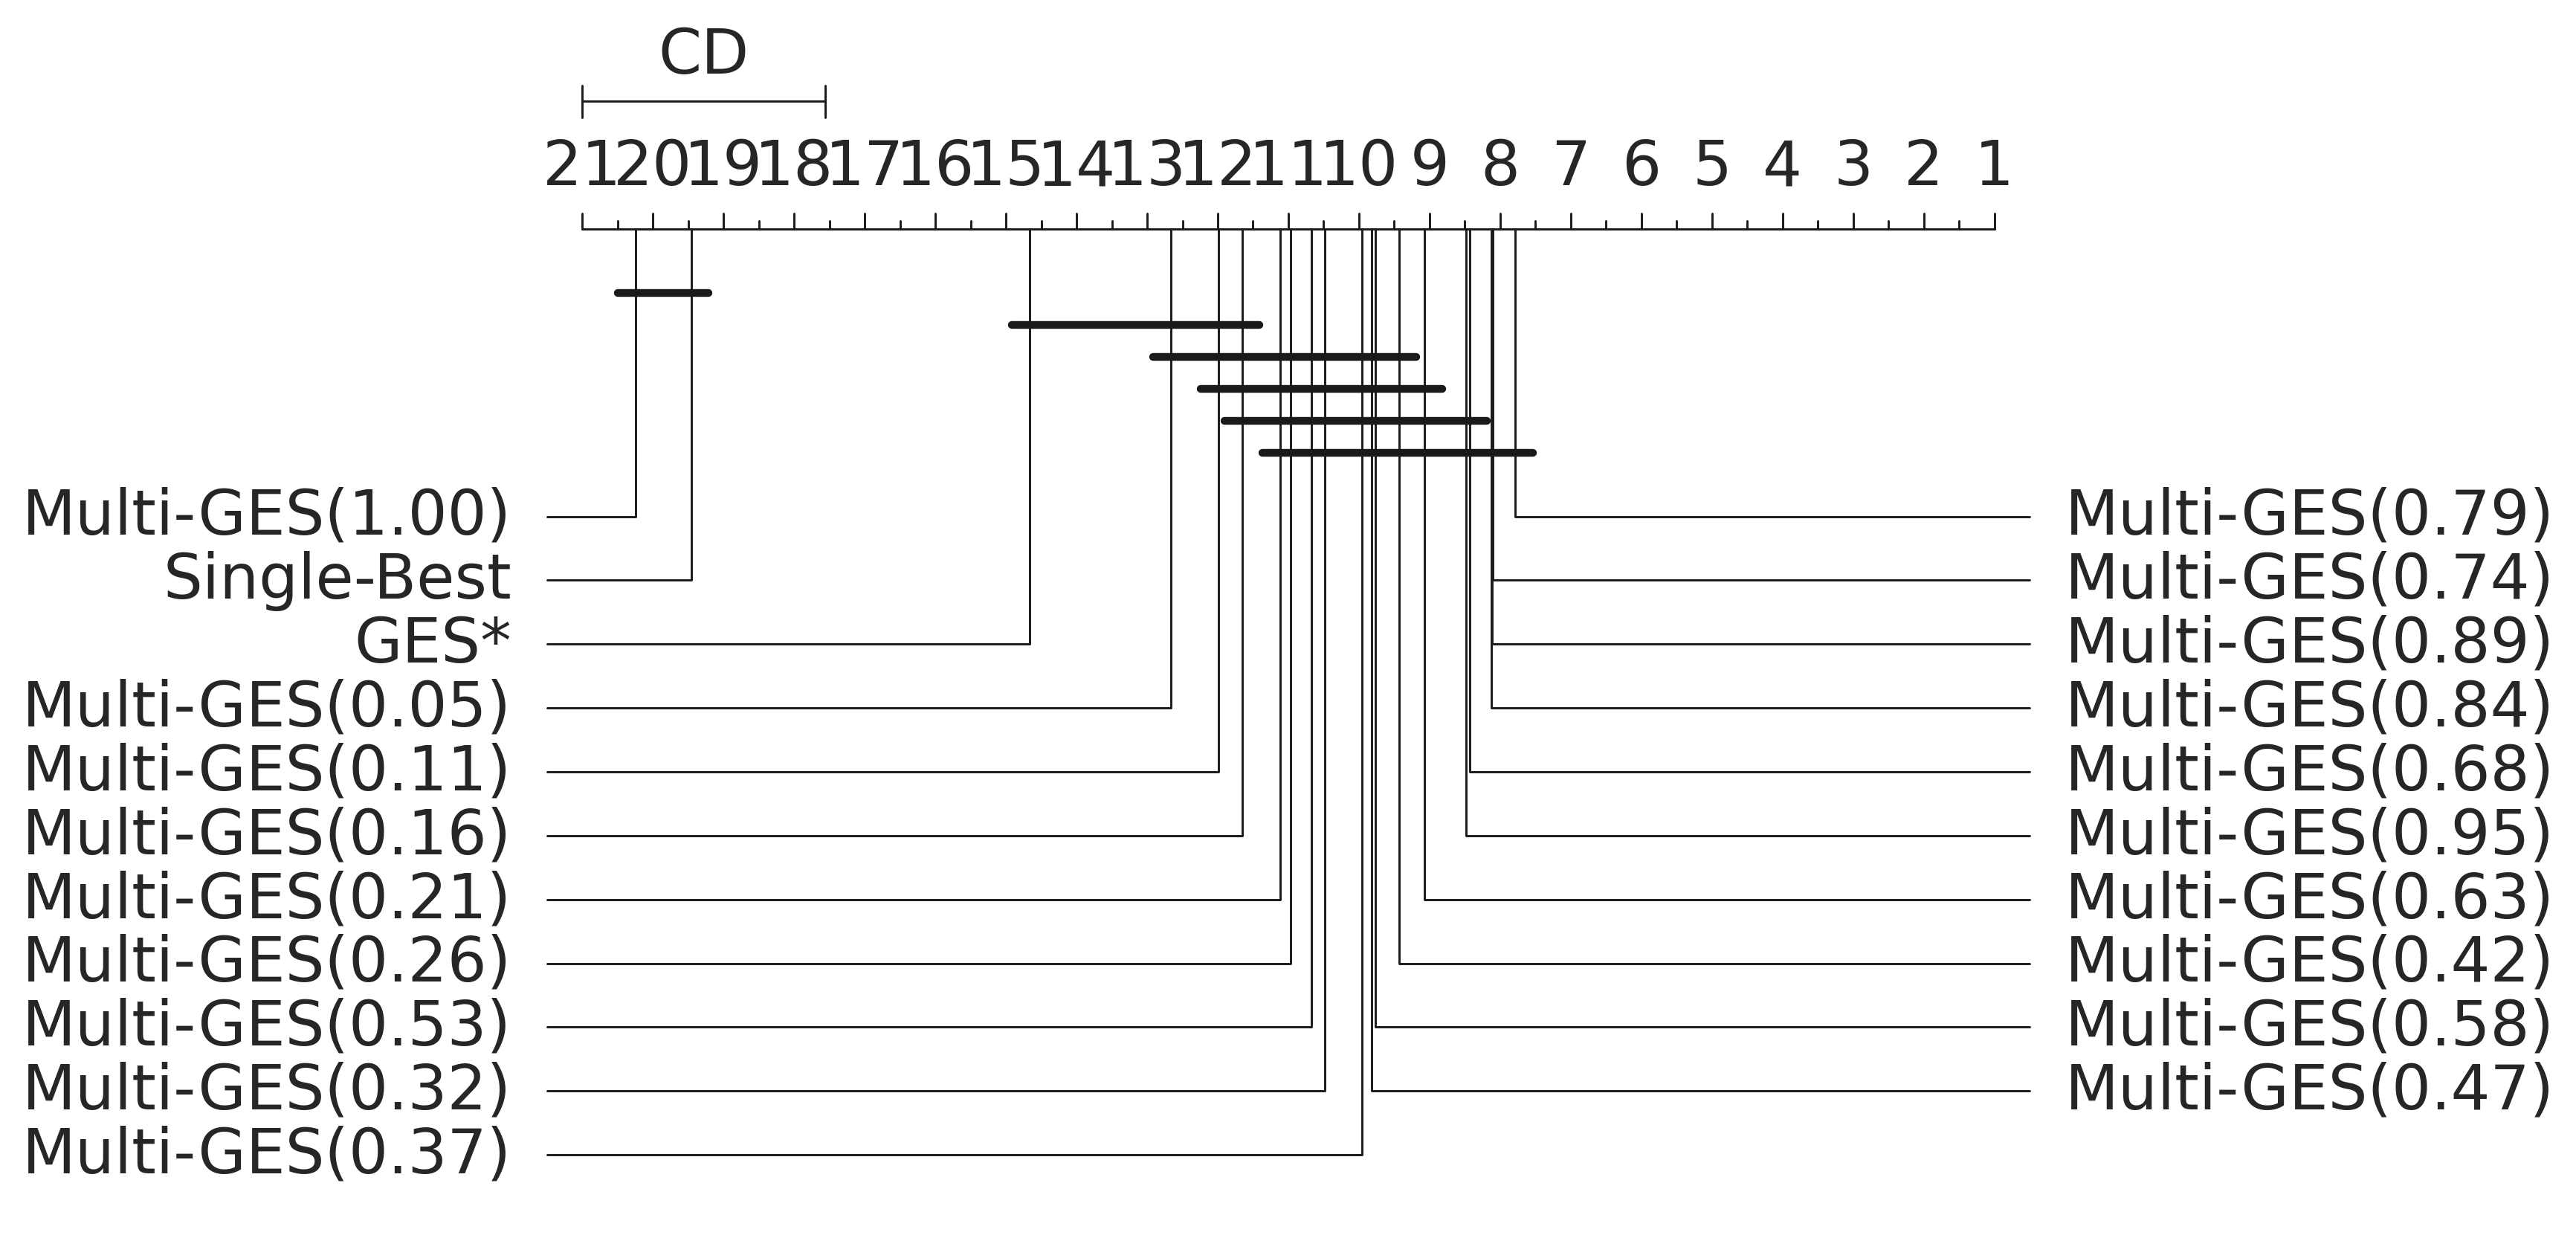 CD
21 20 19 18 17 16 15 14 13 12 11 10 9 8 7 6 5 4 3 2 1
Multi-GES(1.00)
Single-Best
GES*
Multi-GES(0.05)
Multi-GES(0.11)
Multi-GES(0.16)
Multi-GES(0.21)
Multi-GES(0.26)
Multi-GES(0.53)
Multi-GES(0.32)
Multi-GES(0.37)
Multi-GES(0.79)
Multi-GES(0.74)
Multi-GES(0.89)
Multi-GES(0.84)
Multi-GES(0.68)
Multi-GES(0.95)
Multi-GES(0.63)
Multi-GES(0.42)
Multi-GES(0.58)
Multi-GES(0.47)